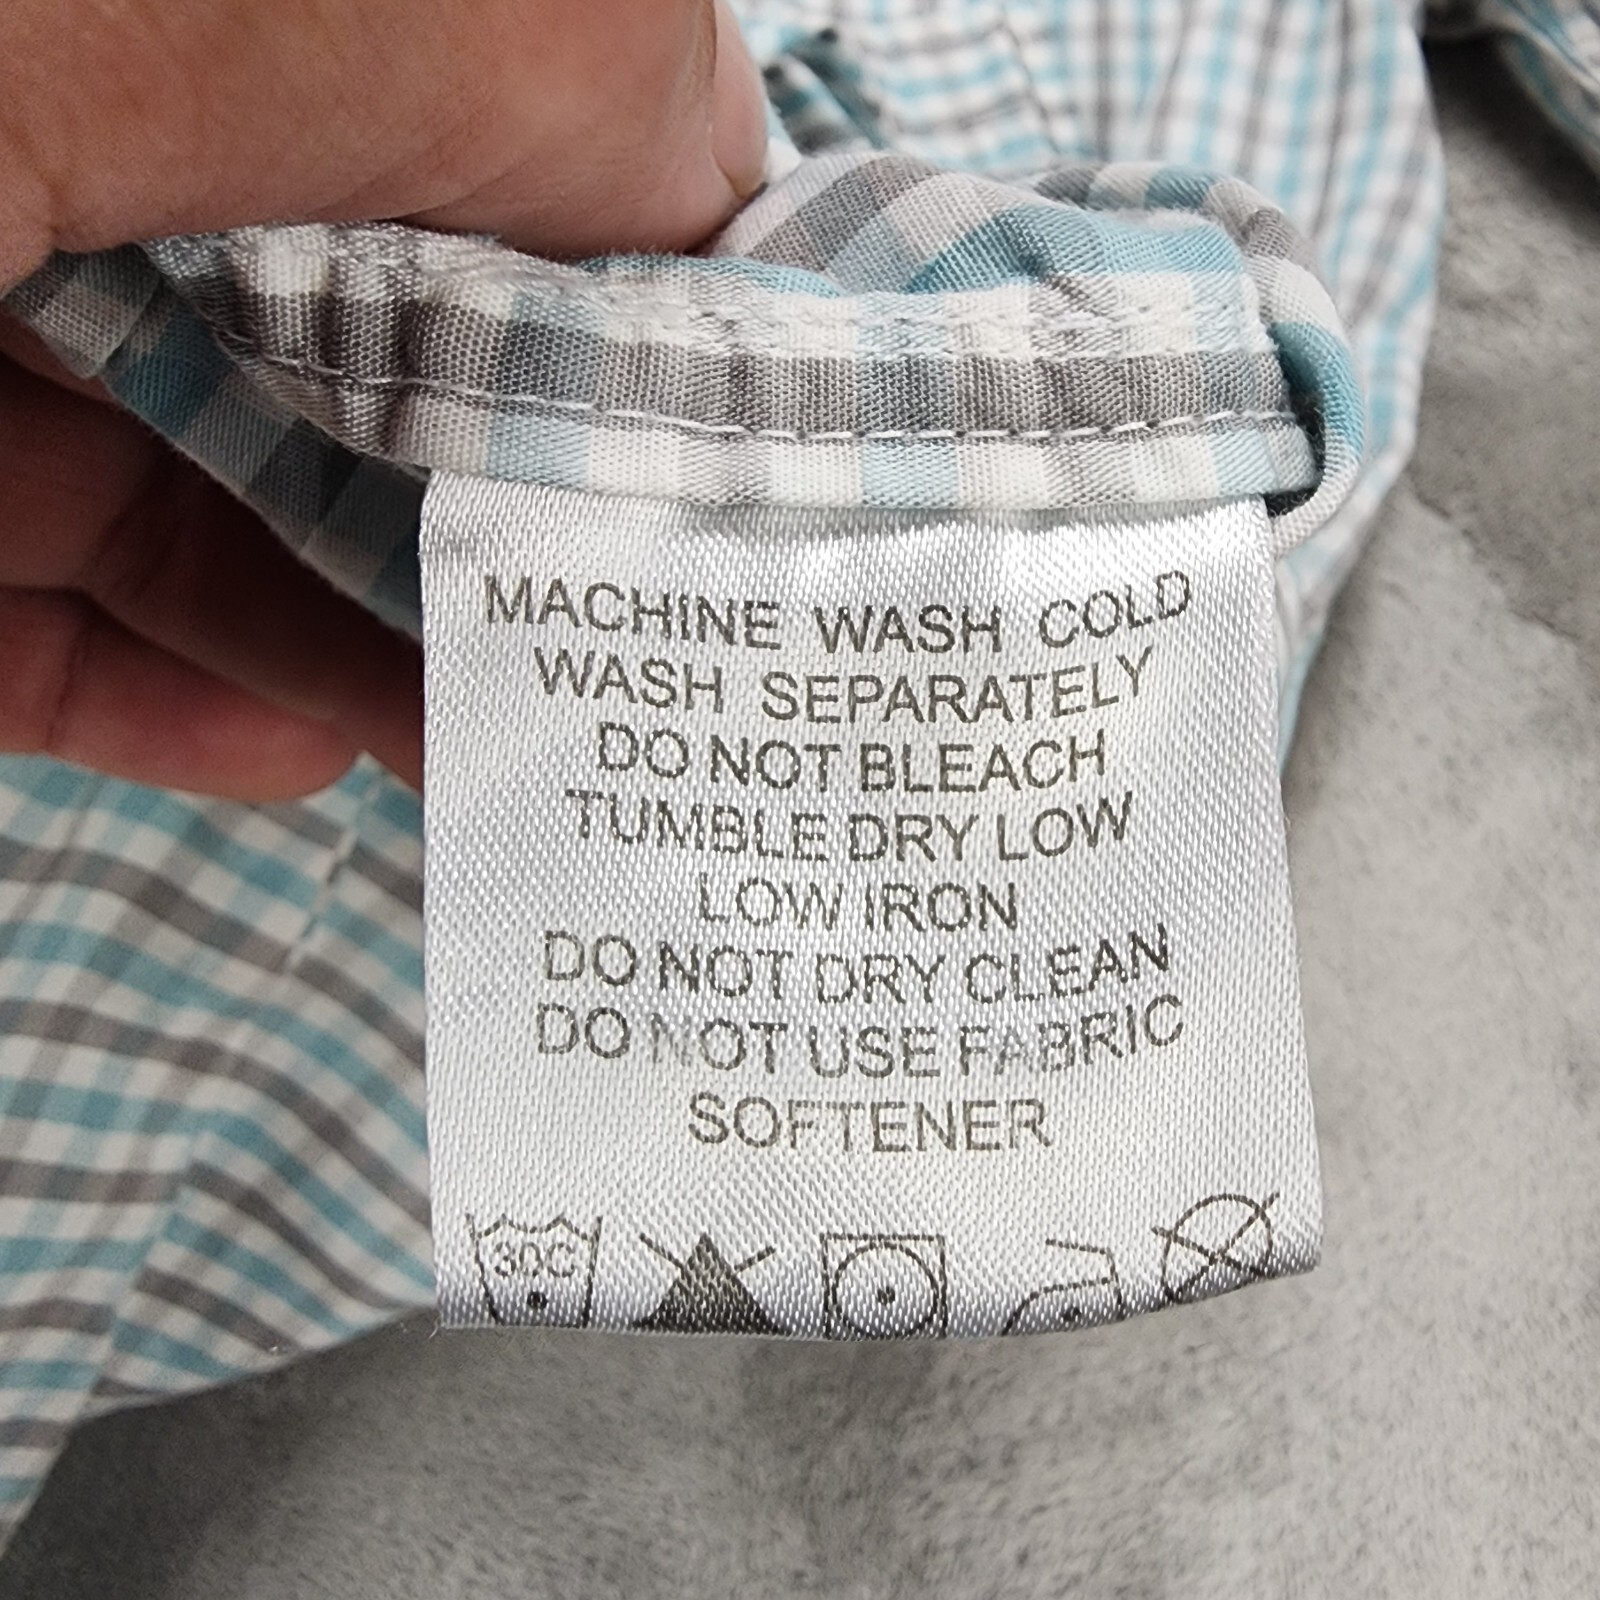 MACHINE WASH COLD
WASH SEPARATELY
DO NOT BLEACH
TUMBLE DRY LOW
LOW IRON
DO NOT DRY CLEAN
DO NOT USE FABRIC
SOFTENER
30C